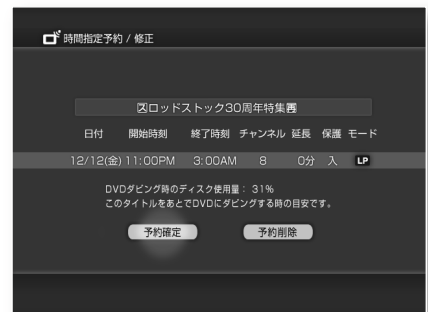 時間指定予約 / 修正
🈡ロッドストック30周年特集🈞
日付 開始時刻 終了時刻 チャンネル 延長 保護 モード
12/12(金) 11:00PM 3:00AM 8 0分 入 LP
DVDダビング時のディスク使用量： 31%
このタイトルをあとでDVDにダビングする時の目安です。
予約確定 予約削除